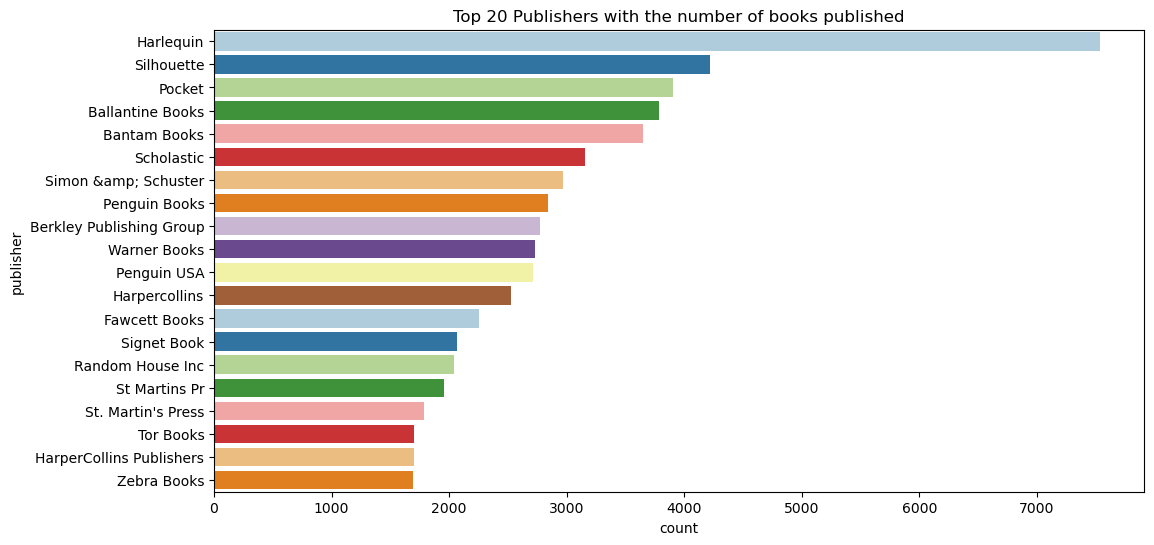 Top 20 Publishers with the number of books published
Harlequin
Silhouette
Pocket
Ballantine Books
Bantam Books
Scholastic
Simon &amp; Schuster
Penguin Books
Berkley Publishing Group
Warner Books
Penguin USA
Harpercollins
Fawcett Books
Signet Book
Random House Inc
St Martins Pr
St. Martin's Press
Tor Books
HarperCollins Publishers
Zebra Books
publisher
0 1000 2000 3000 4000 5000 6000 7000
count